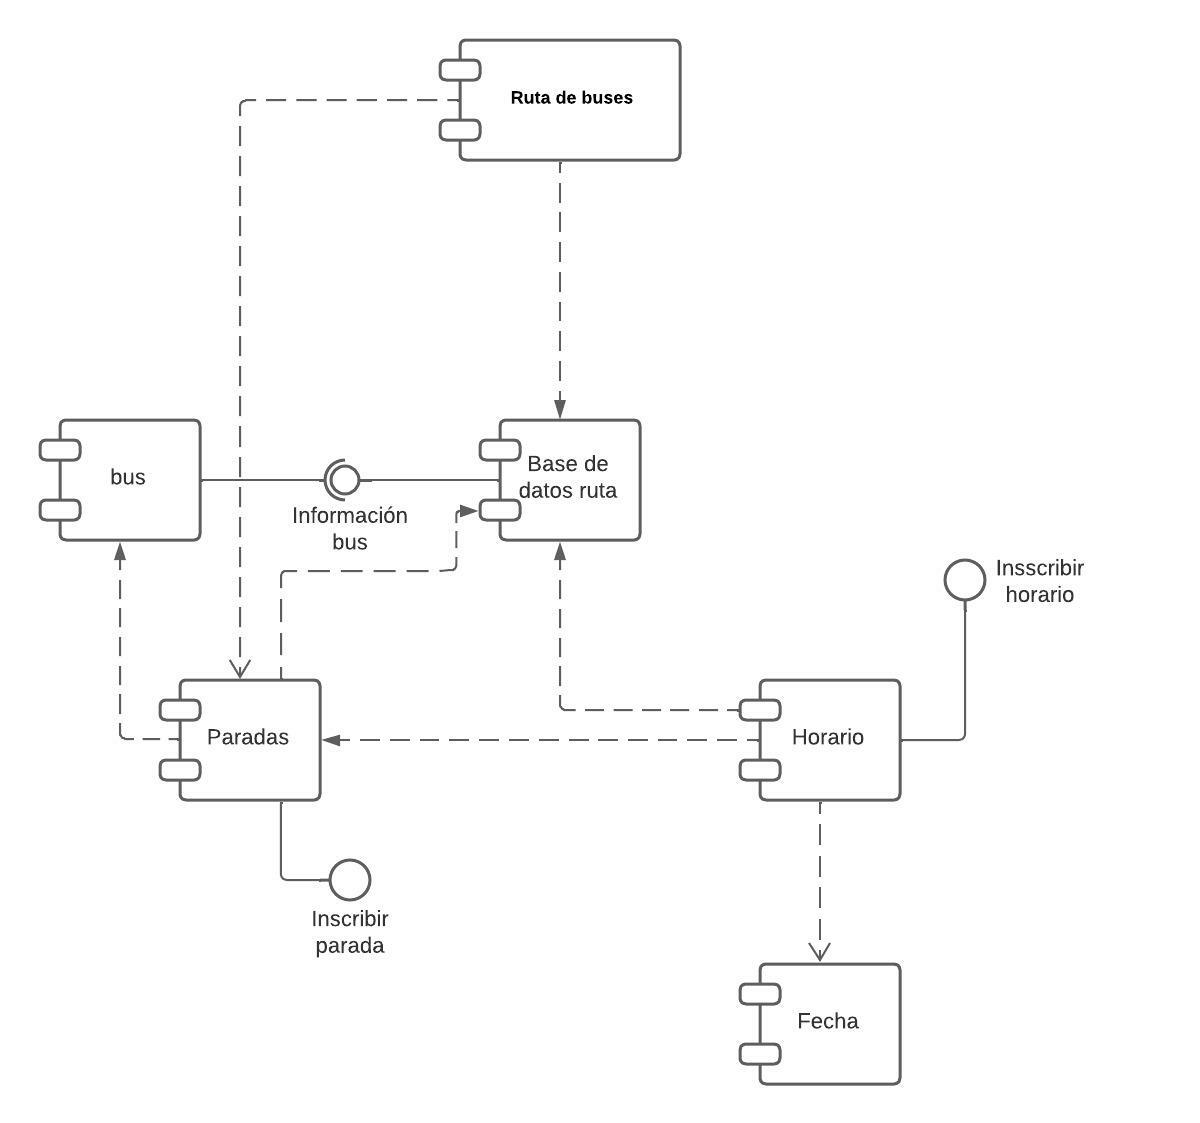 Ruta de buses
bus
Base de
datos ruta
Información
bus
Insscribir
horario
Paradas
Horario
Inscribir
parada
Fecha